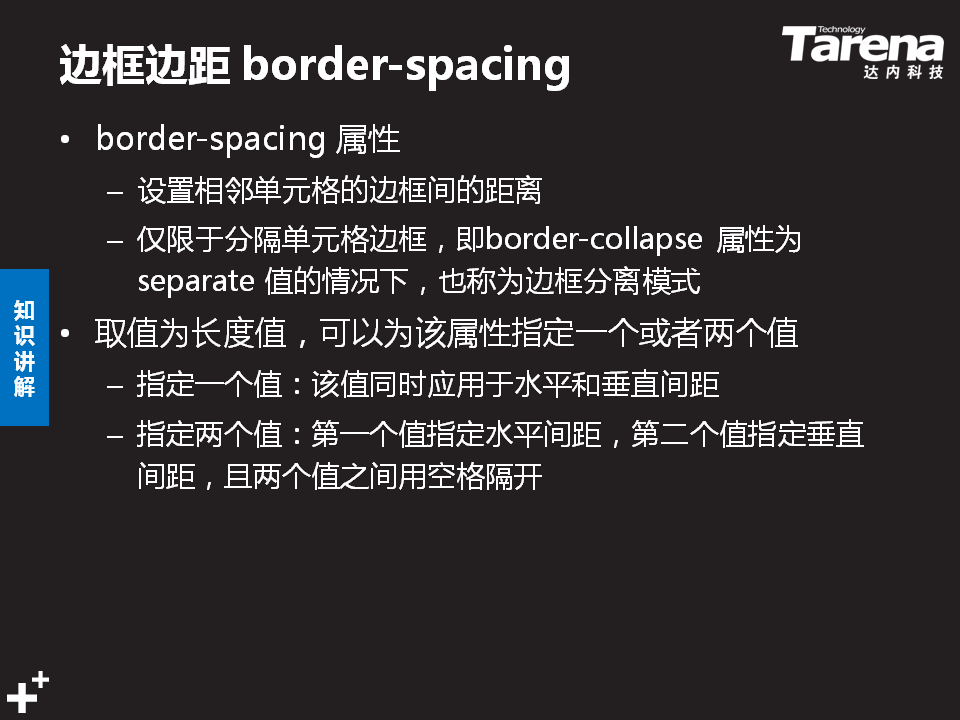 边框边距 border-spacing
Technology
Tarena
达内科技
• border-spacing 属性
– 设置相邻单元格的边框间的距离
– 仅限于分隔单元格边框，即border-collapse 属性为
separate 值的情况下，也称为边框分离模式
知识讲解
• 取值为长度值，可以为该属性指定一个或者两个值
– 指定一个值：该值同时应用于水平和垂直间距
– 指定两个值：第一个值指定水平间距，第二个值指定垂直
间距，且两个值之间用空格隔开